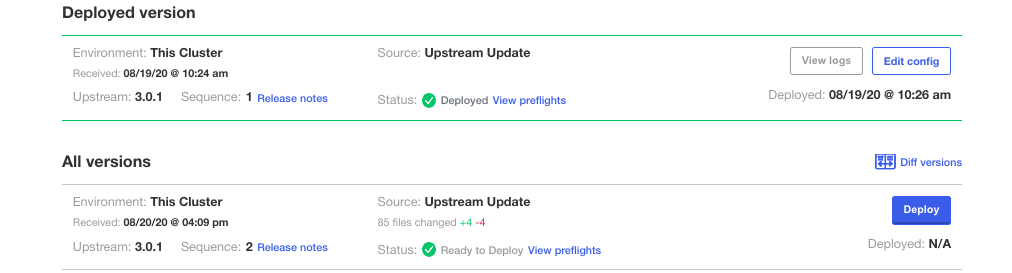 Deployed version
Environment: This Cluster
Source: Upstream Update
View logs
Edit config
Received: 08/19/20 @ 10:24 am
Upstream: 3.0.1 Sequence: 1 Release notes
Status: Deployed View preflights
Deployed: 08/19/20 @ 10:26 am
All versions
Diff versions
Environment: This Cluster
Source: Upstream Update
Deploy
Received: 08/20/20 @ 04:09 pm
85 files changed +4 -4
Upstream: 3.0.1 Sequence: 2 Release notes
Status: Ready to Deploy View preflights
Deployed: N/A